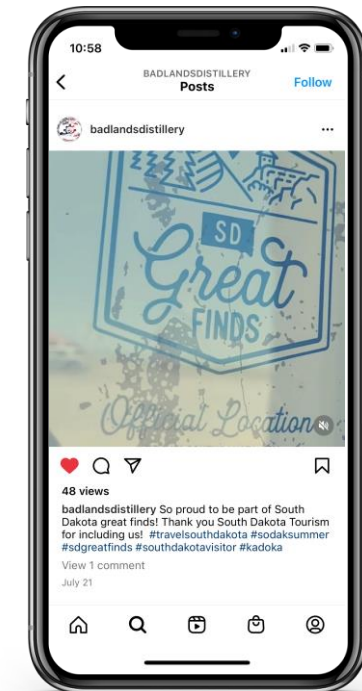 10:58
BADLANDSDISTILLERY
Posts
Follow
badlandsdistillery
SD
Great
FINDS
Official Location
48 views
badlandsdistillery So proud to be part of South
Dakota great finds! Thank you South Dakota Tourism
for including us! #travelsouthdakota #sodaksummer
#sdgreatfinds #southdakotavisitor #kadoka
View 1 comment
July 21